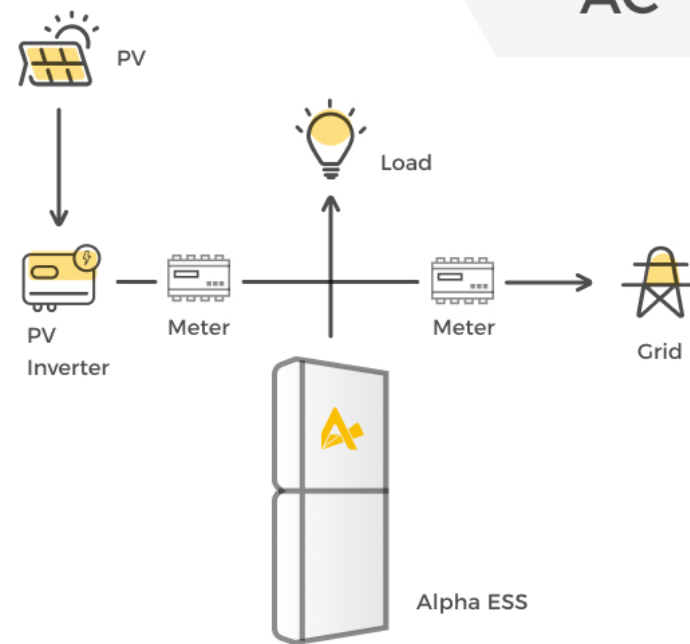 AC
PV
Load
Meter
Meter
PV
Inverter
Grid
Alpha ESS